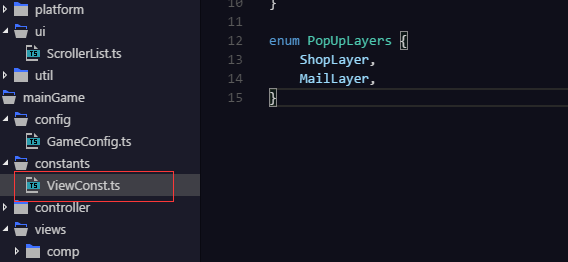 platform
ui
TS ScrollerList.ts
util
mainGame
config
TS GameConfig.ts
constants
TS ViewConst.ts
controller
views
comp
10 }
11
12 enum PopUpLayers {
13 ShopLayer,
14 MailLayer,
15 }